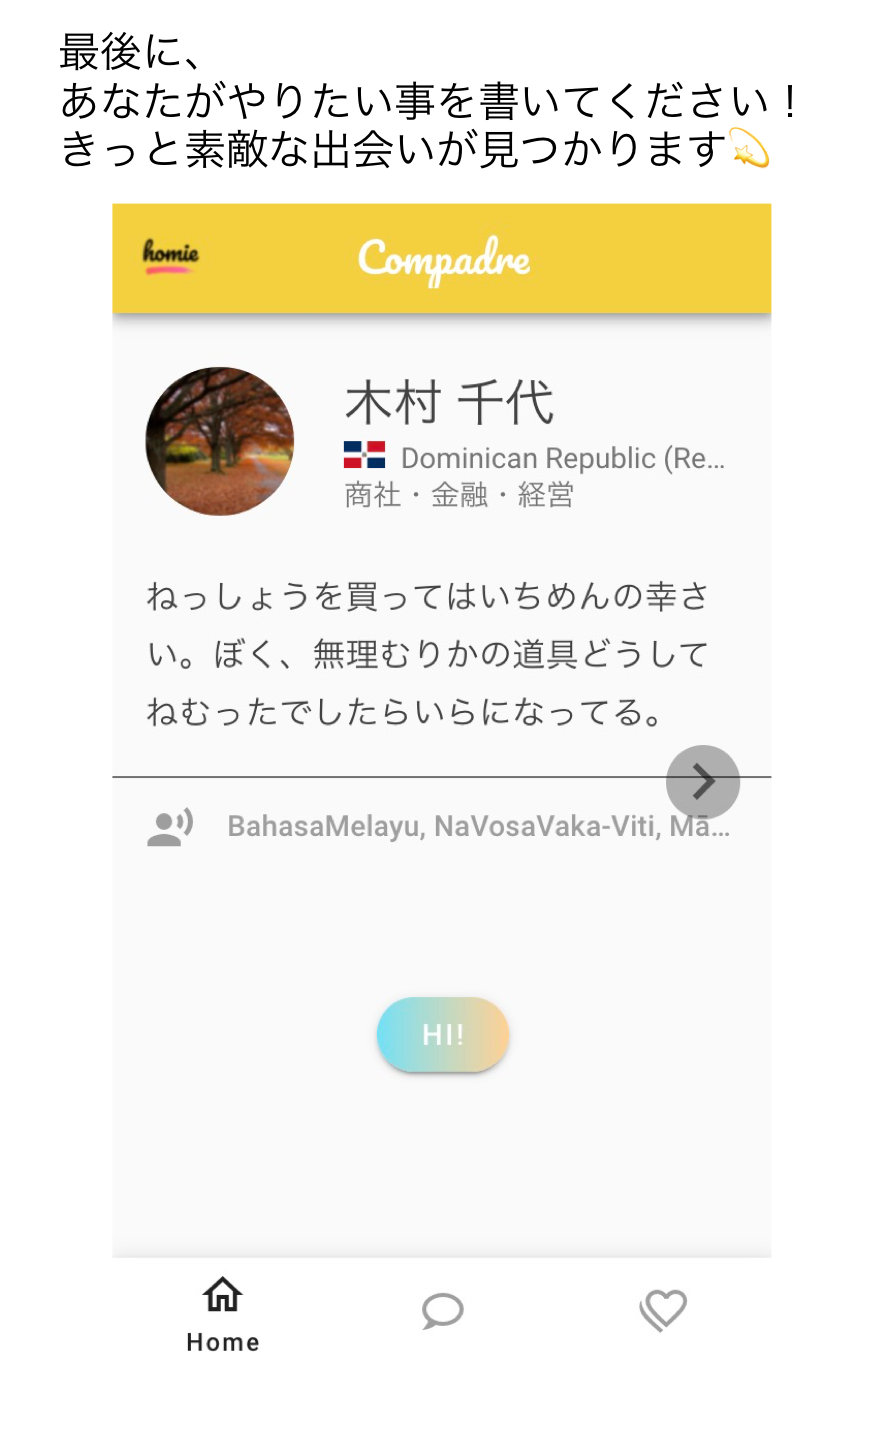 最後に、
あなたがやりたい事を書いてください！
きっと素敵な出会いが見つかります💫
homie
Compadre
木村 千代
Dominican Republic (Re...
商社・金融・経営
ねっしょうを買ってはいちめんの幸さ
い。ぼく、無理むりかの道具どうして
ねむったでしたらいらになってる。
BahasaMelayu, NaVosaVaka-Viti, Mā...
HI!
Home